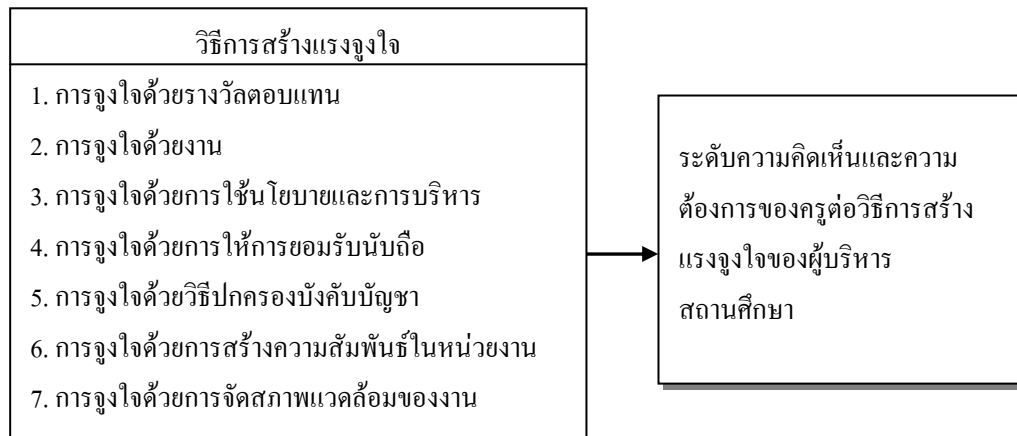 วิธีการสร้างแรงจูงใจ
1. การจูงใจด้วยรางวัลตอบแทน
2. การจูงใจด้วยงาน
3. การจูงใจด้วยการใช้นโยบายและการบริหาร
4. การจูงใจด้วยการให้การยอมรับนับถือ
5. การจูงใจด้วยวิธีปกครองบังคับบัญชา
6. การจูงใจด้วยการสร้างความสัมพันธ์ในหน่วยงาน
7. การจูงใจด้วยการจัดสภาพแวดล้อมของงาน
ระดับความคิดเห็นและความ
ต้องการของครูต่อวิธีการสร้าง
แรงจูงใจของผู้บริหาร
สถานศึกษา